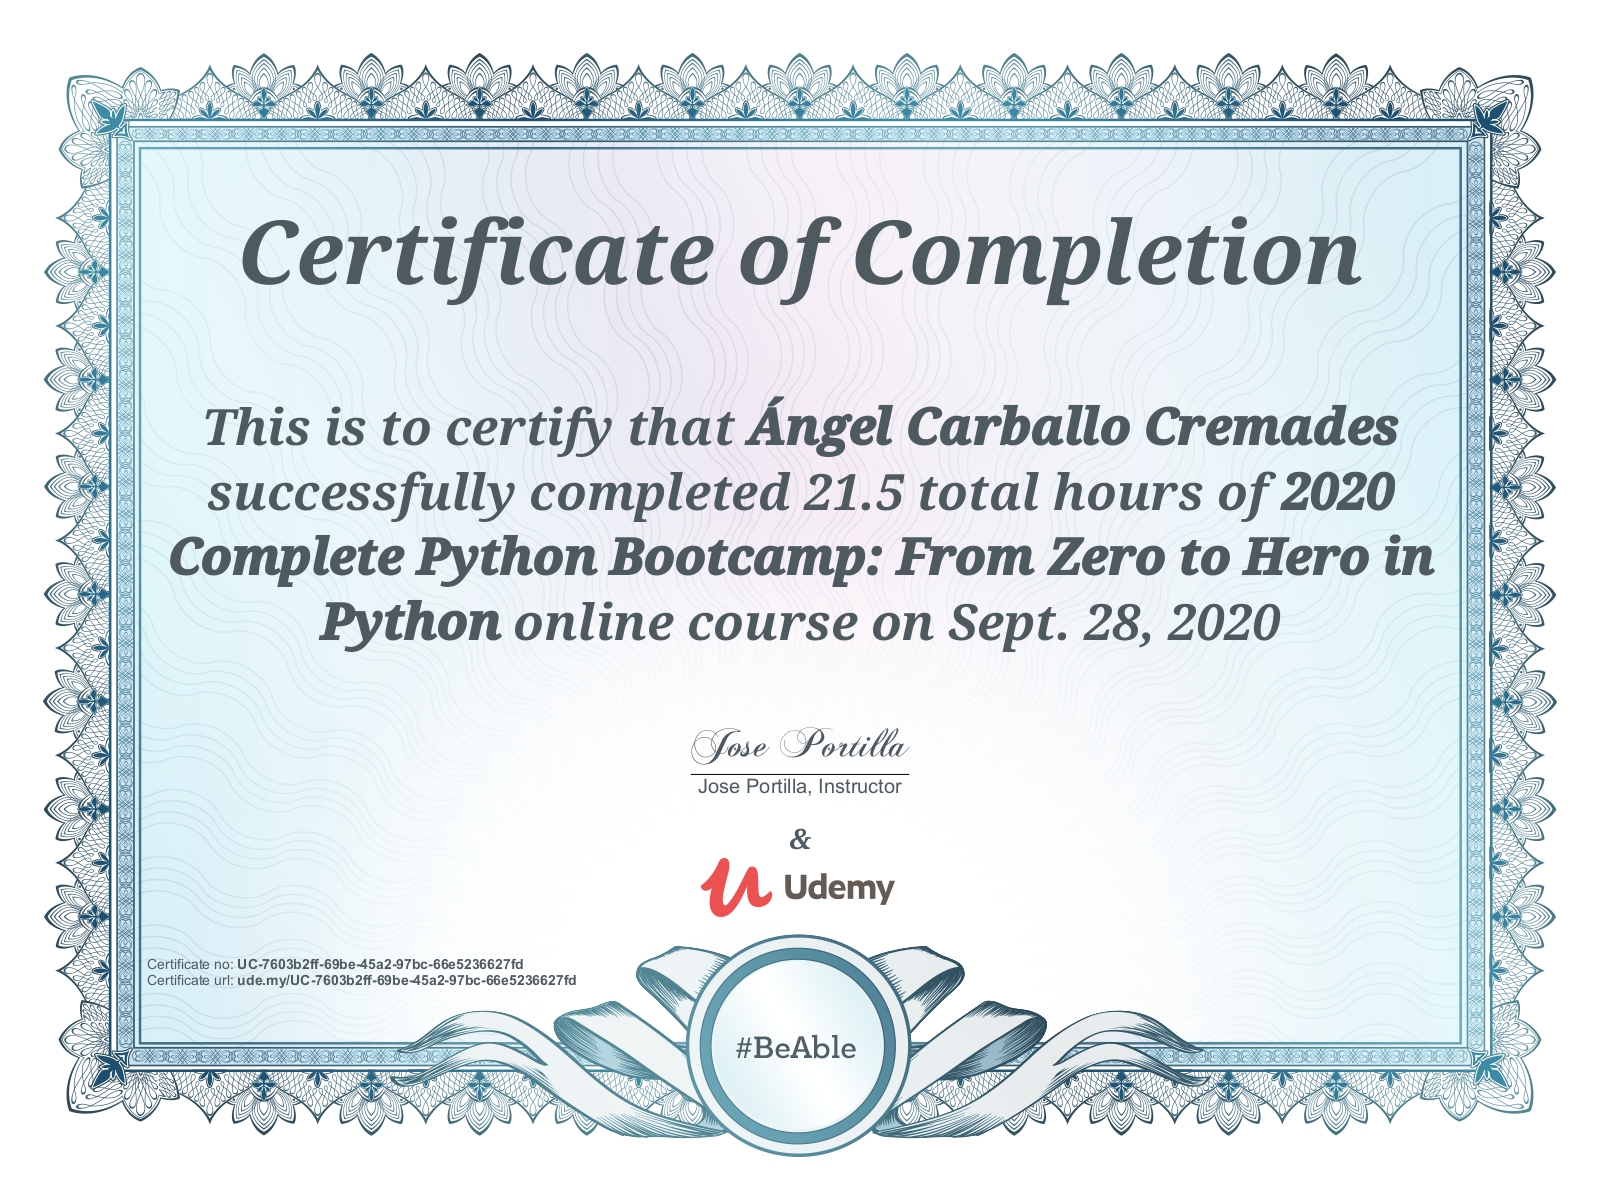 Certificate of Completion
This is to certify that Ángel Carballo Cremades
successfully completed 21.5 total hours of 2020
Complete Python Bootcamp: From Zero to Hero in
Python online course on Sept. 28, 2020
Jose Portilla
Jose Portilla, Instructor
&
Udemy
Certificate no: UC-7603b2ff-69be-45a2-97bc-66e5236627fd
Certificate url: ude.my/UC-7603b2ff-69be-45a2-97bc-66e5236627fd
#BeAble